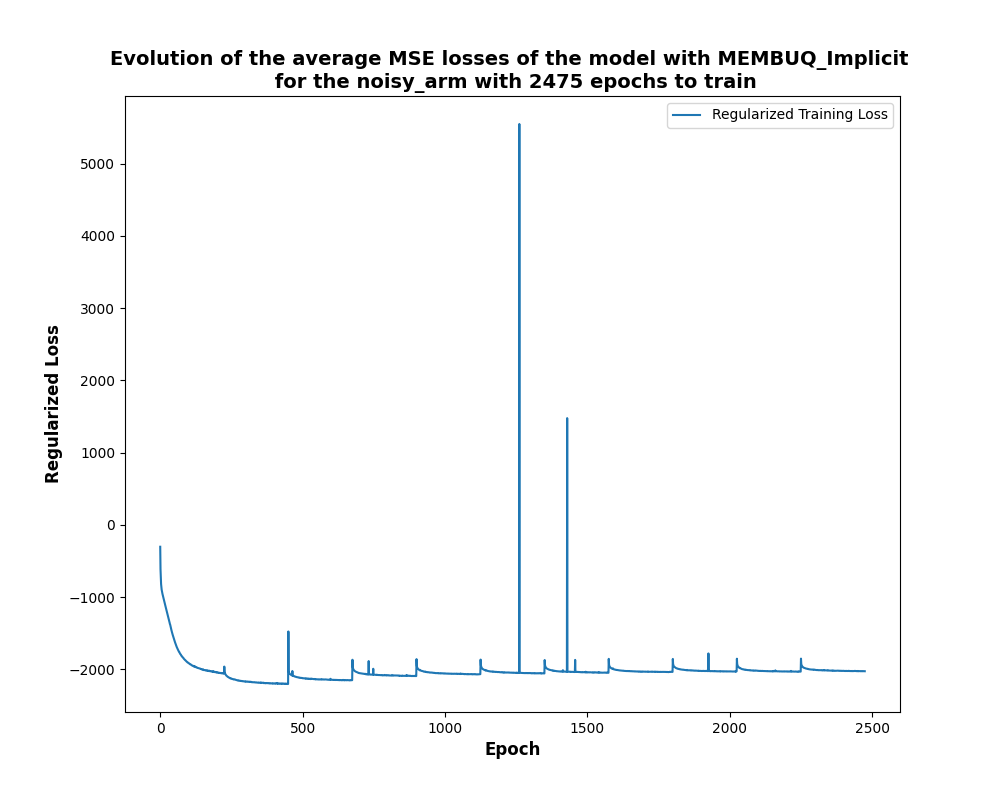 Evolution of the average MSE losses of the model with MEMBUQ_Implicit
for the noisy_arm with 2475 epochs to train
Regularized Training Loss
5000
4000
3000
2000
1000
0
−1000
−2000
Regularized Loss
0 500 1000 1500 2000 2500
Epoch